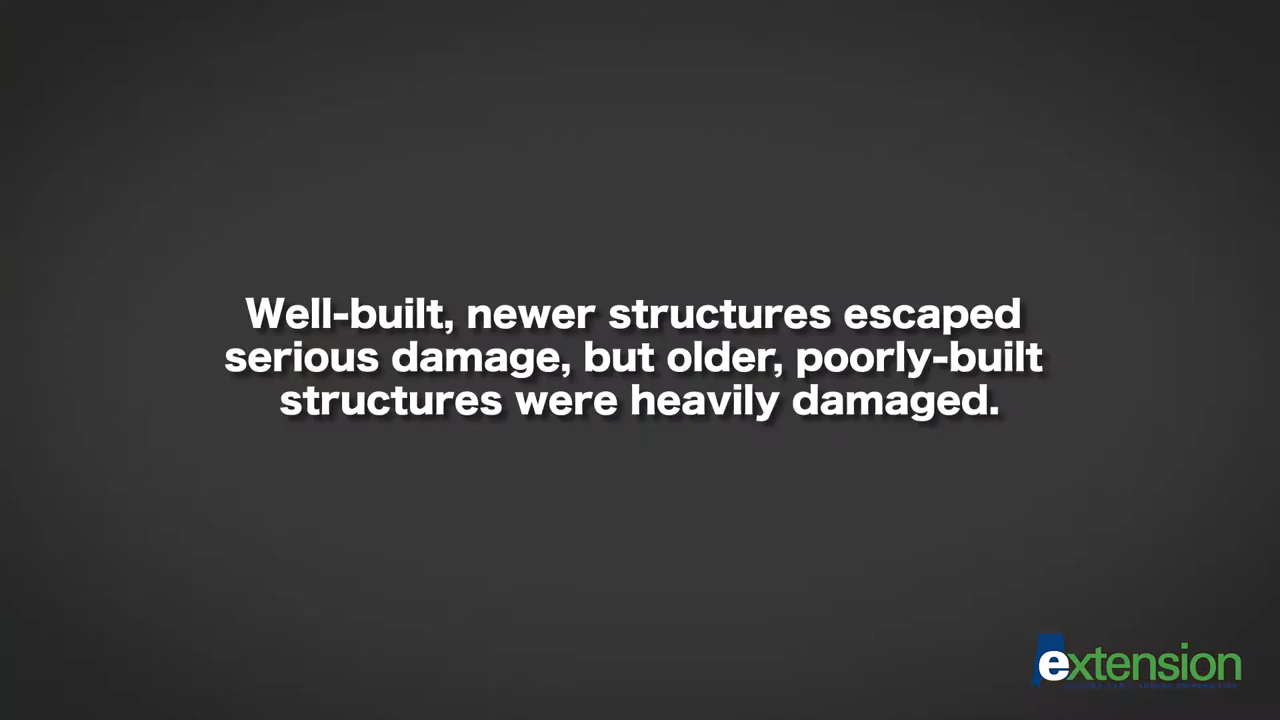 Well-built, newer structures escaped
serious damage, but older, poorly-built
structures were heavily damaged.
extension